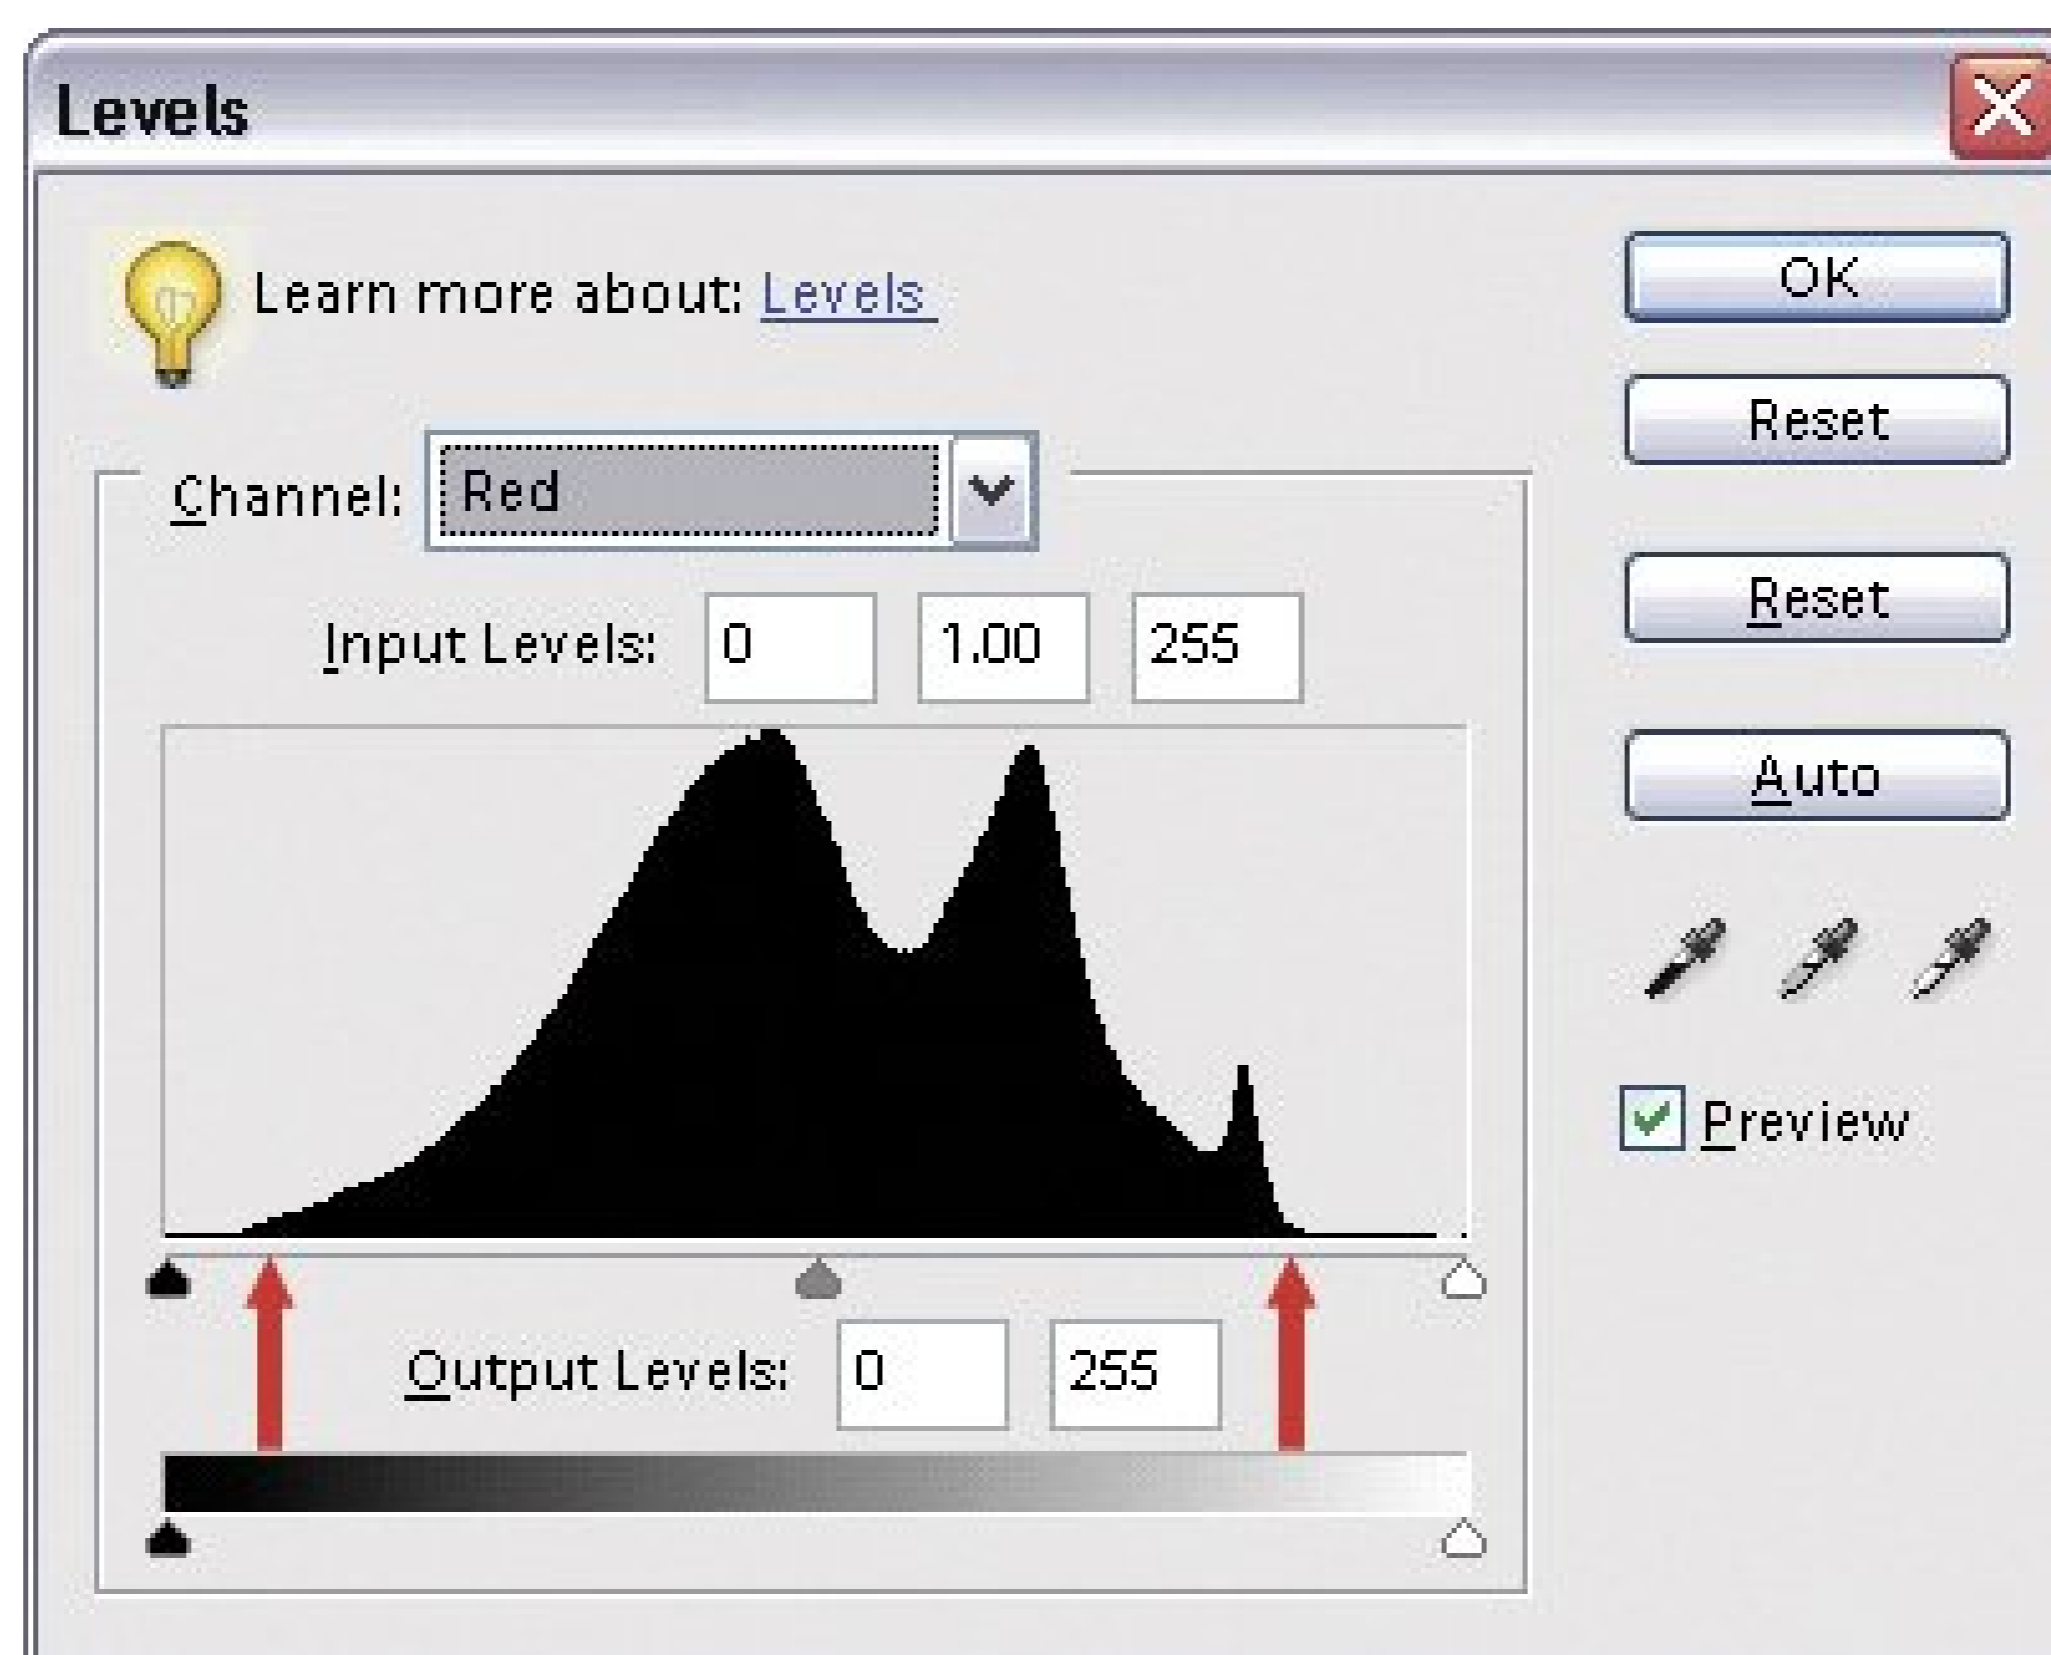 Levels
Learn more about: Levels
OK
Reset
Channel: Red
Reset
Input Levels: 0 1.00 255
Auto
Preview
Output Levels: 0 255